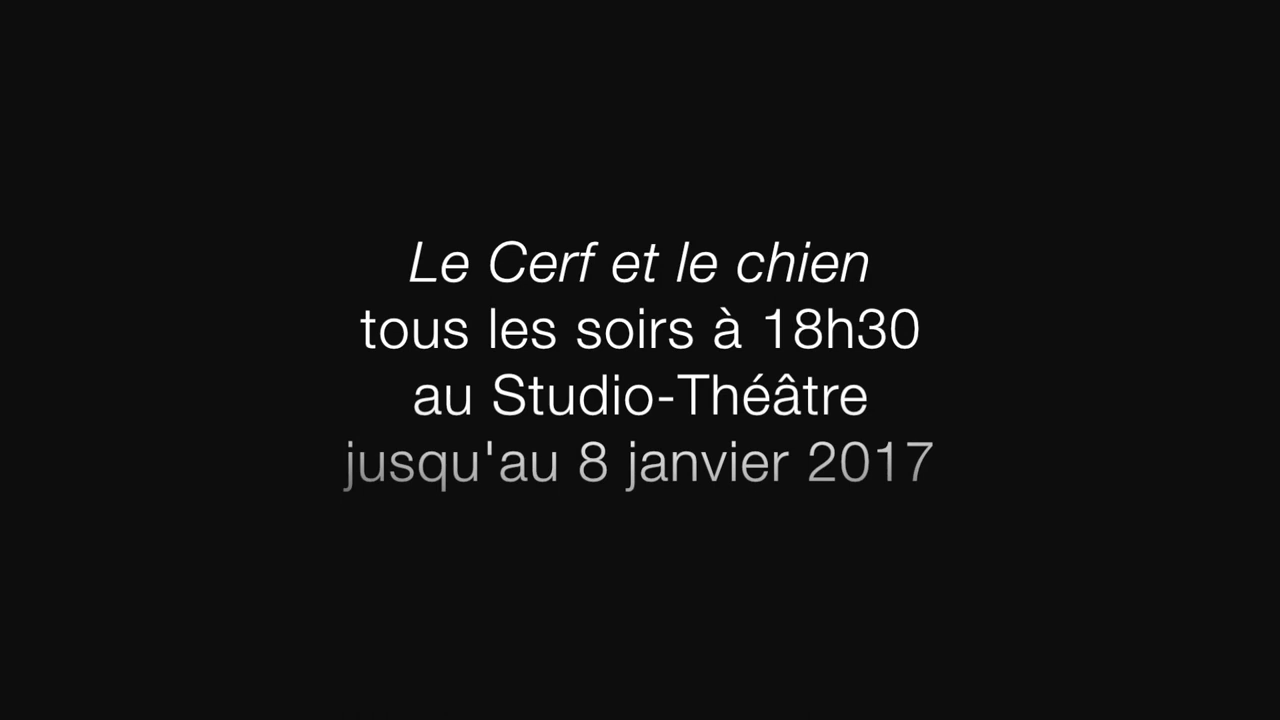 Le Cerf et le chien
tous les soirs à 18h30
au Studio-Théâtre
jusqu'au 8 janvier 2017